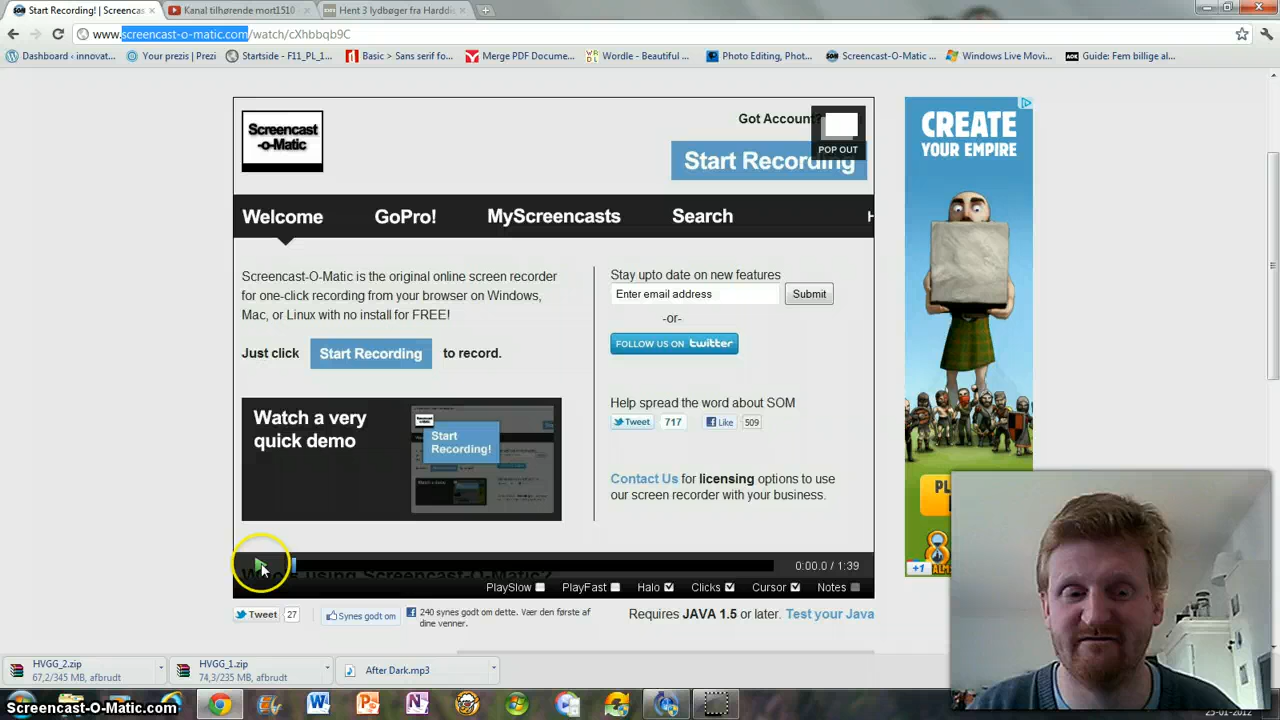 Start Recording! | Screencas
Kanal tilhørende mort1510
Hent 3 lydbøger fra Harddis
www.screencast-o-matic.com/watch/cXhbbqb9C
Dashboard ‹ innovat...
Your prezis | Prezi
Startside - F11_PL_1...
Basic > Sans serif fo...
Merge PDF Docume...
Wordle - Beautiful ...
Photo Editing, Phot...
Screencast-O-Matic ...
Windows Live Movi...
Guide: Fem billige al...
Screencast
-o-Matic
Got Account?
POP OUT
Start Recording
Welcome
GoPro!
MyScreencasts
Search
H
Screencast-O-Matic is the original online screen recorder
for one-click recording from your browser on Windows,
Mac, or Linux with no install for FREE!
Just click Start Recording to record.
Watch a very
quick demo
Start
Recording!
Stay upto date on new features
Enter email address
Submit
-or-
FOLLOW US ON twitter
Help spread the word about SOM
Tweet 717 Like 509
Contact Us for licensing options to use
our screen recorder with your business.
CREATE
YOUR EMPIRE
+1
0:00.0 / 1:39
Who's using Screencast-O-Matic?
PlaySlow PlayFast Halo Clicks Cursor Notes
Tweet 27
Synes godt om
240 synes godt om dette. Vær den første af
dine venner.
Requires JAVA 1.5 or later. Test your Java
HVGG_2.zip
67,2/345 MB, afbrudt
HVGG_1.zip
74,3/235 MB, afbrudt
After Dark.mp3
Screencast-O-Matic.com
25-01-2012